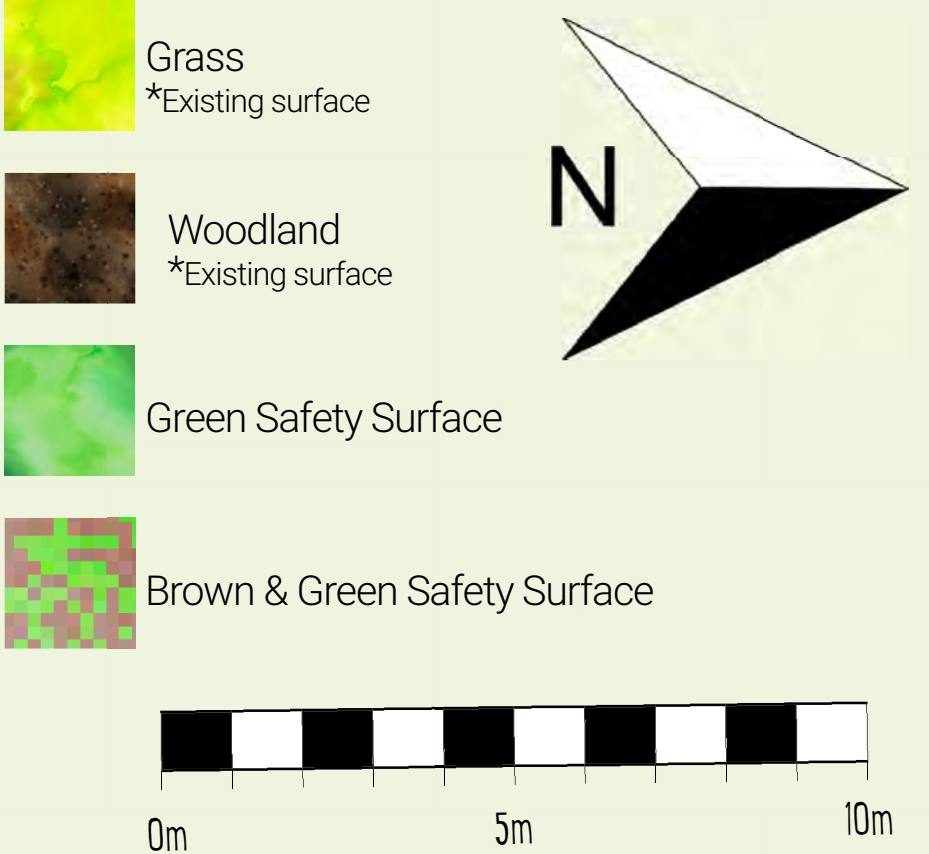 Grass
*Existing surface
N
Woodland
*Existing surface
Green Safety Surface
Brown & Green Safety Surface
0m 5m 10m